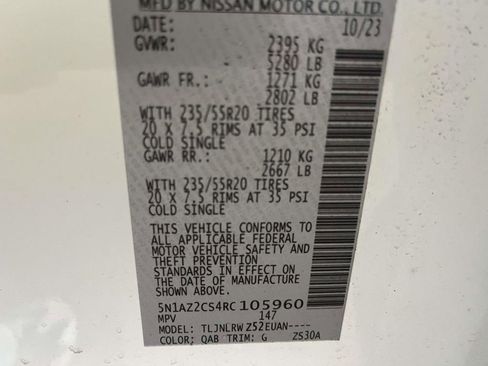 MFD BY NISSAN MOTOR CO., LTD.
DATE: 10/23
GVWR: 2395 KG
5280 LB
GAWR FR.: 1271 KG
2802 LB
WITH 235/55R20 TIRES
20 X 7.5 RIMS AT 35 PSI
COLD SINGLE
GAWR RR.: 1210 KG
2667 LB
WITH 235/55R20 TIRES
20 X 7.5 RIMS AT 35 PSI
COLD SINGLE
THIS VEHICLE CONFORMS TO
ALL APPLICABLE FEDERAL
MOTOR VEHICLE SAFETY AND
THEFT PREVENTION
STANDARDS IN EFFECT ON
THE DATE OF MANUFACTURE
SHOWN ABOVE.
5N1AZ2CS4RC105960
MPV 147
MODEL: TLJNLRWZ52EUAN----
COLOR; QAB TRIM: G ZS30A